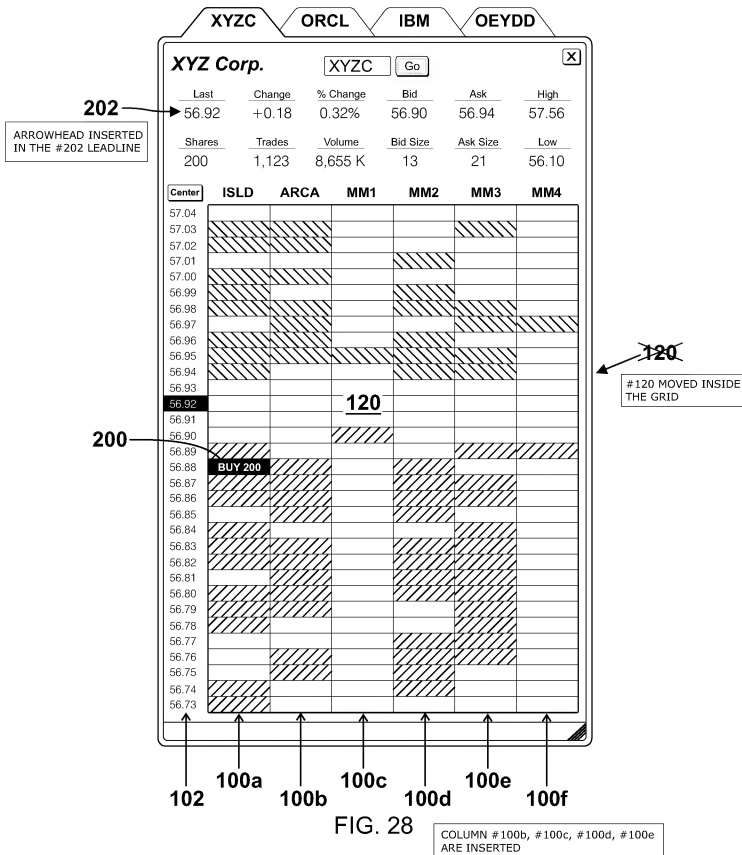 XYZC ORCL IBM OEYDD
XYZ Corp. XYZC Go X
Last Change % Change Bid Ask High
202 56.92 +0.18 0.32% 56.90 56.94 57.56
ARROWHEAD INSERTED
IN THE #202 LEADLINE
Shares Trades Volume Bid Size Ask Size Low
200 1,123 8,655 K 13 21 56.10
Center ISLD ARCA MM1 MM2 MM3 MM4
57.04
57.03
57.02
57.01
57.00
56.99
56.98
56.97
56.96
56.95
120
56.94
#120 MOVED INSIDE
THE GRID
56.93
56.92 120
56.91
56.90
200
56.89
56.88 BUY 200
56.87
56.86
56.85
56.84
56.83
56.82
56.81
56.80
56.79
56.78
56.77
56.76
56.75
56.74
56.73
100a 100c 100e
102 100b 100d 100f
FIG. 28
COLUMN #100b, #100c, #100d, #100e
ARE INSERTED